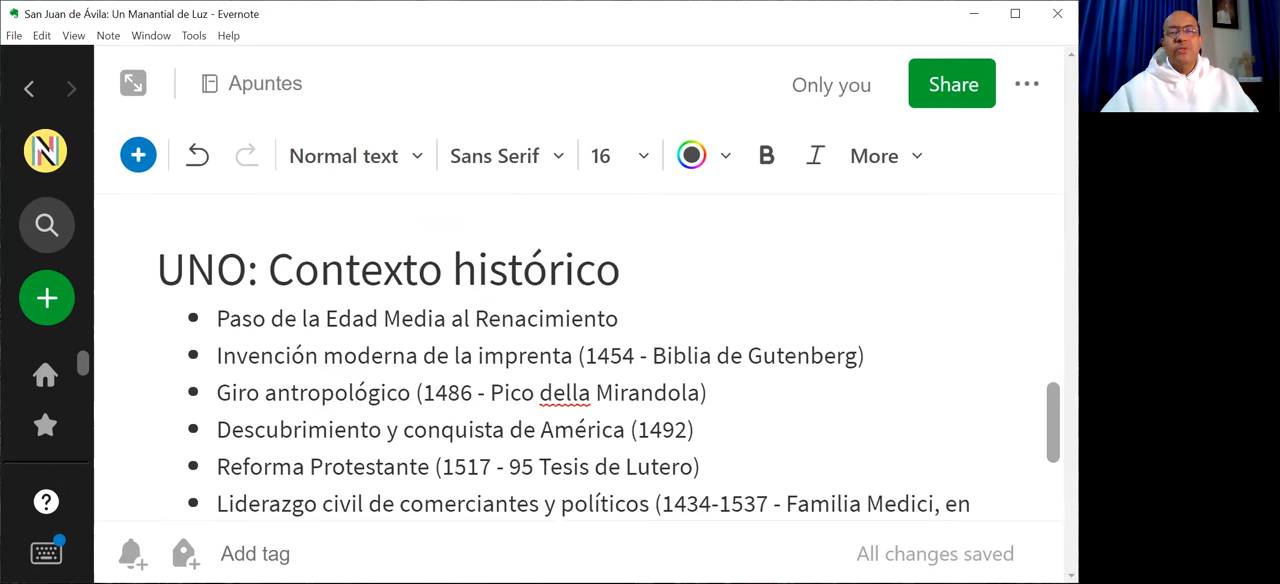 San Juan de Ávila: Un Manantial de Luz - Evernote
File Edit View Note Window Tools Help
Apuntes
Only you
Share
Normal text
Sans Serif
16
B
I
More
UNO: Contexto histórico
Paso de la Edad Media al Renacimiento
Invención moderna de la imprenta (1454 - Biblia de Gutenberg)
Giro antropológico (1486 - Pico della Mirandola)
Descubrimiento y conquista de América (1492)
Reforma Protestante (1517 - 95 Tesis de Lutero)
Liderazgo civil de comerciantes y políticos (1434-1537 - Familia Medici, en
Add tag
All changes saved